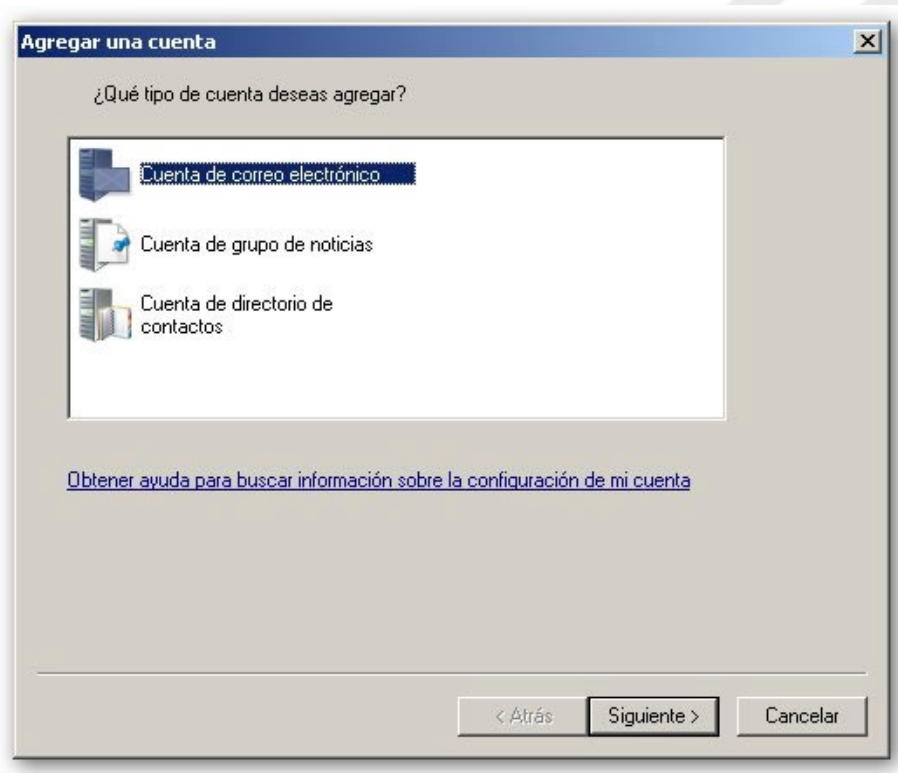 Agregar una cuenta
¿Qué tipo de cuenta deseas agregar?
Cuenta de correo electrónico
Cuenta de grupo de noticias
Cuenta de directorio de
contactos
Obtener ayuda para buscar información sobre la configuración de mi cuenta
< Atrás
Siguiente >
Cancelar